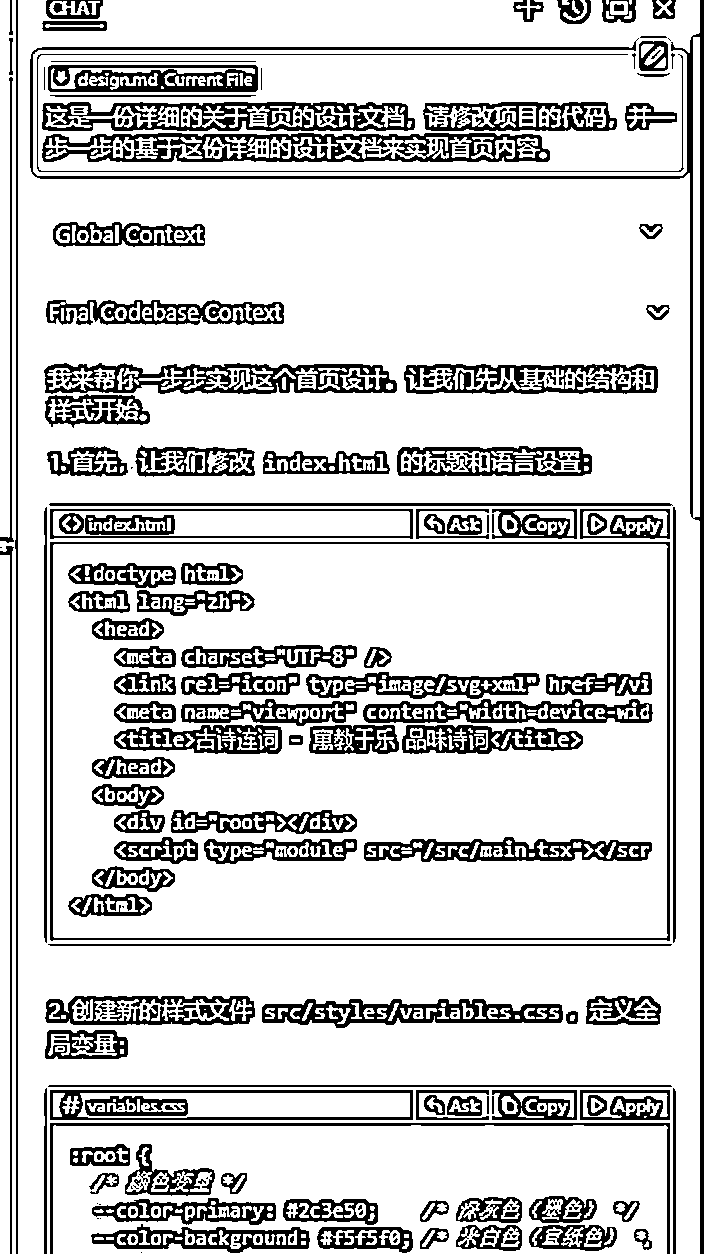 CHAT
design.md Current File
这是一份详细的关于首页的设计文档，请修改项目的代码，并一
步一步的基于这份详细的设计文档来实现首页内容。
Global Context
Final Codebase Context
我来帮你一步步实现这个首页设计。让我们先从基础的结构和
样式开始。
1. 首先，让我们修改 index.html 的标题和语言设置：
index.html Ask Copy Apply
<!doctype html>
<html lang="zh">
<head>
<meta charset="UTF-8" />
<link rel="icon" type="image/svg+xml" href="/vi
<meta name="viewport" content="width=device-wid
<title>古诗连词 - 寓教于乐 品味诗词</title>
</head>
<body>
<div id="root"></div>
<script type="module" src="/src/main.tsx"></scr
</body>
</html>
2. 创建新的样式文件 src/styles/variables.css，定义全
局变量：
# variables.css Ask Copy Apply
:root {
/* 颜色变量 */
--color-primary: #2c3e50; /* 深灰色（墨色） */
--color-background: #f5f5f0; /* 米白色（宣纸色） *